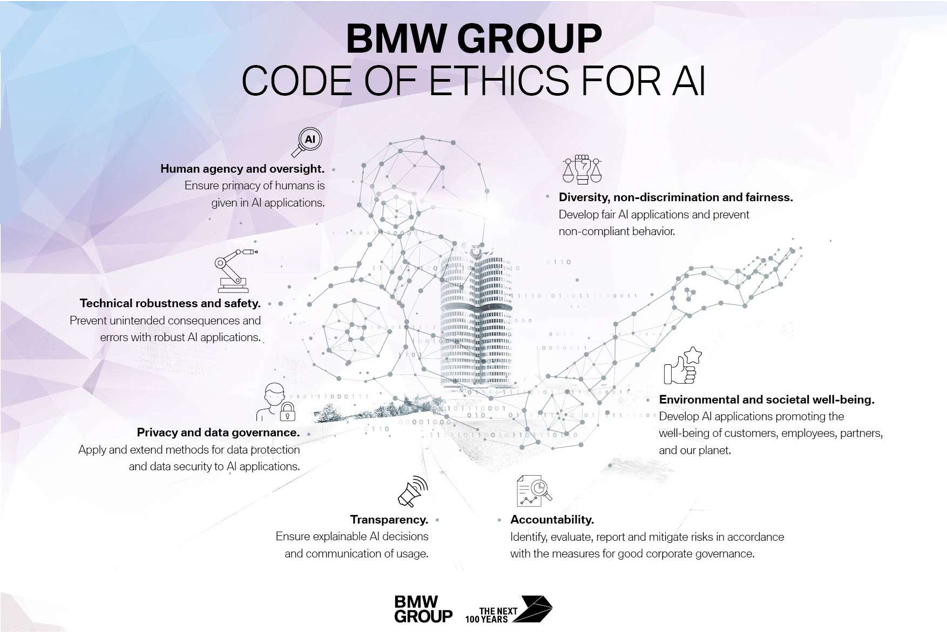 BMW GROUP
CODE OF ETHICS FOR AI
AI
Human agency and oversight.
Ensure primacy of humans is
given in AI applications.
Diversity, non-discrimination and fairness.
Develop fair AI applications and prevent
non-compliant behavior.
Technical robustness and safety.
Prevent unintended consequences and
errors with robust AI applications.
Environmental and societal well-being.
Develop AI applications promoting the
well-being of customers, employees, partners,
and our planet.
Privacy and data governance.
Apply and extend methods for data protection
and data security to AI applications.
Transparency.
Ensure explainable AI decisions
and communication of usage.
Accountability.
Identify, evaluate, report and mitigate risks in accordance
with the measures for good corporate governance.
BMW
GROUP
THE NEXT
100 YEARS